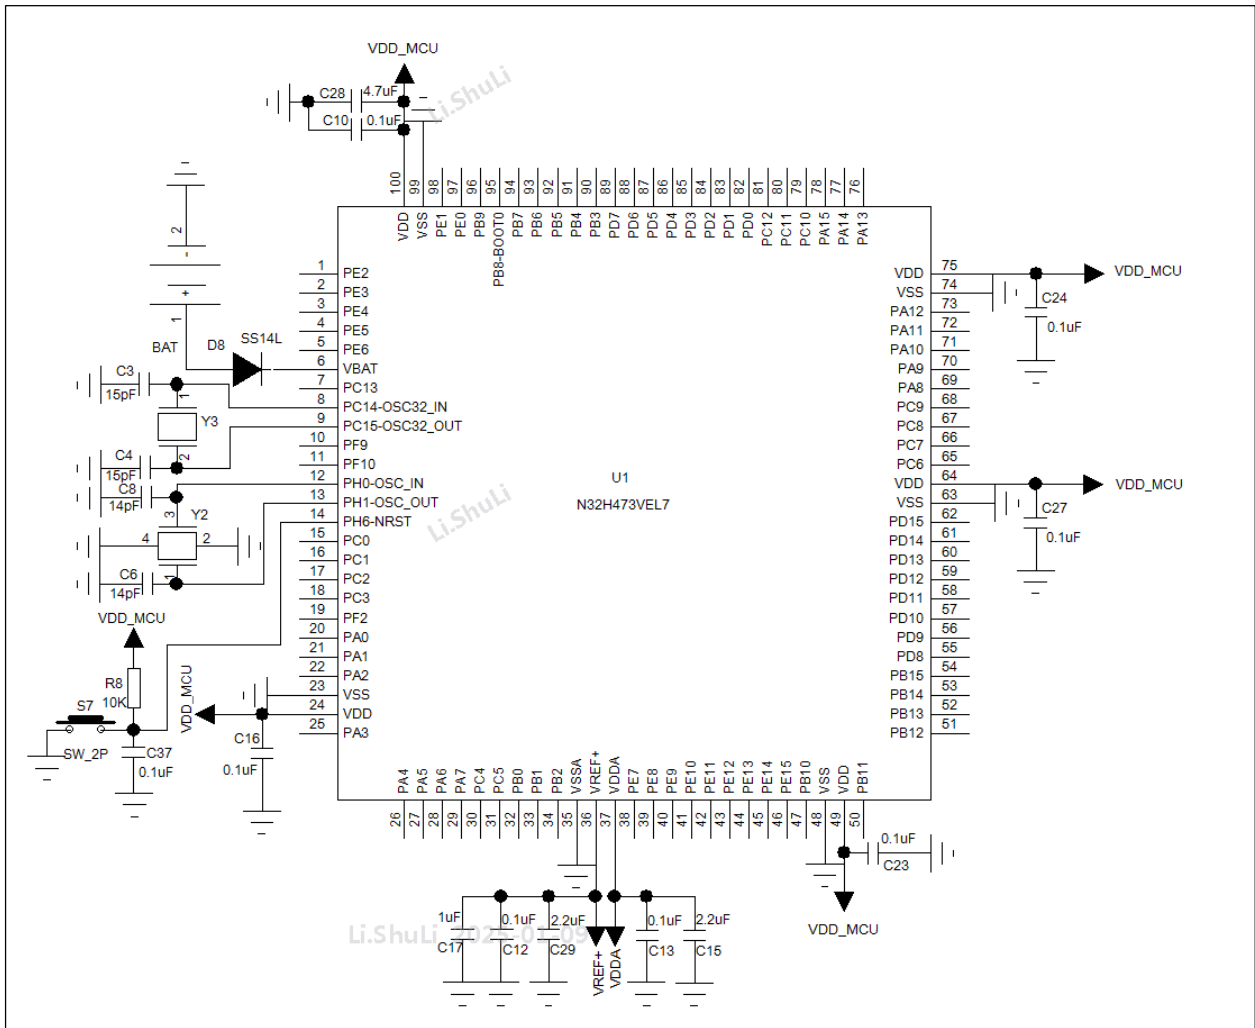 VDD_MCU
C28 4.7uF
C10 0.1uF
Li.ShuLi
100 99 98 97 96 95 94 93 92 91 90 89 88 87 86 85 84 83 82 81 80 79 78 77 76
VDD VSS PE1 PE0 PB9 PB8-BOOT0 PB7 PB6 PB5 PB4 PB3 PD7 PD6 PD5 PD4 PD3 PD2 PD1 PD0 PC12 PC11 PC10 PA15 PA14 PA13
2
-
+
1
BAT
D8
SS14L
1 PE2
2 PE3
3 PE4
4 PE5
5 PE6
6 VBAT
7 PC13
8 PC14-OSC32_IN
9 PC15-OSC32_OUT
10 PF9
11 PF10
12 PH0-OSC_IN
13 PH1-OSC_OUT
14 PH6-NRST
15 PC0
16 PC1
17 PC2
18 PC3
19 PF2
20 PA0
21 PA1
22 PA2
23 VSS
24 VDD
25 PA3
C3
15pF
1
Y3
2
C4
15pF
C8
14pF
3
Y2
4 2
1
C6
14pF
VDD_MCU
R8
10K
S7
SW_2P
C37
0.1uF
VDD_MCU
C16
0.1uF
U1
N32H473VEL7
Li.ShuLi
VDD 75
VSS 74
PA12 73
PA11 72
PA10 71
PA9 70
PA8 69
PC9 68
PC8 67
PC7 66
PC6 65
VDD 64
VSS 63
PD15 62
PD14 61
PD13 60
PD12 59
PD11 58
PD10 57
PD9 56
PD8 55
PB15 54
PB14 53
PB13 52
PB12 51
VDD_MCU
C24
0.1uF
VDD_MCU
C27
0.1uF
PA4 PA5 PA6 PA7 PC4 PC5 PB0 PB1 PB2 VSSA VREF+ VDDA PE7 PE8 PE9 PE10 PE11 PE12 PE13 PE14 PE15 PB10 VSS VDD PB11
26 27 28 29 30 31 32 33 34 35 36 37 38 39 40 41 42 43 44 45 46 47 48 49 50
0.1uF
C23
VDD_MCU
1uF 0.1uF 2.2uF 0.1uF 2.2uF
Li.ShuLi 2025-01-09
C17 C12 C29 C13 C15
VREF+ VDDA